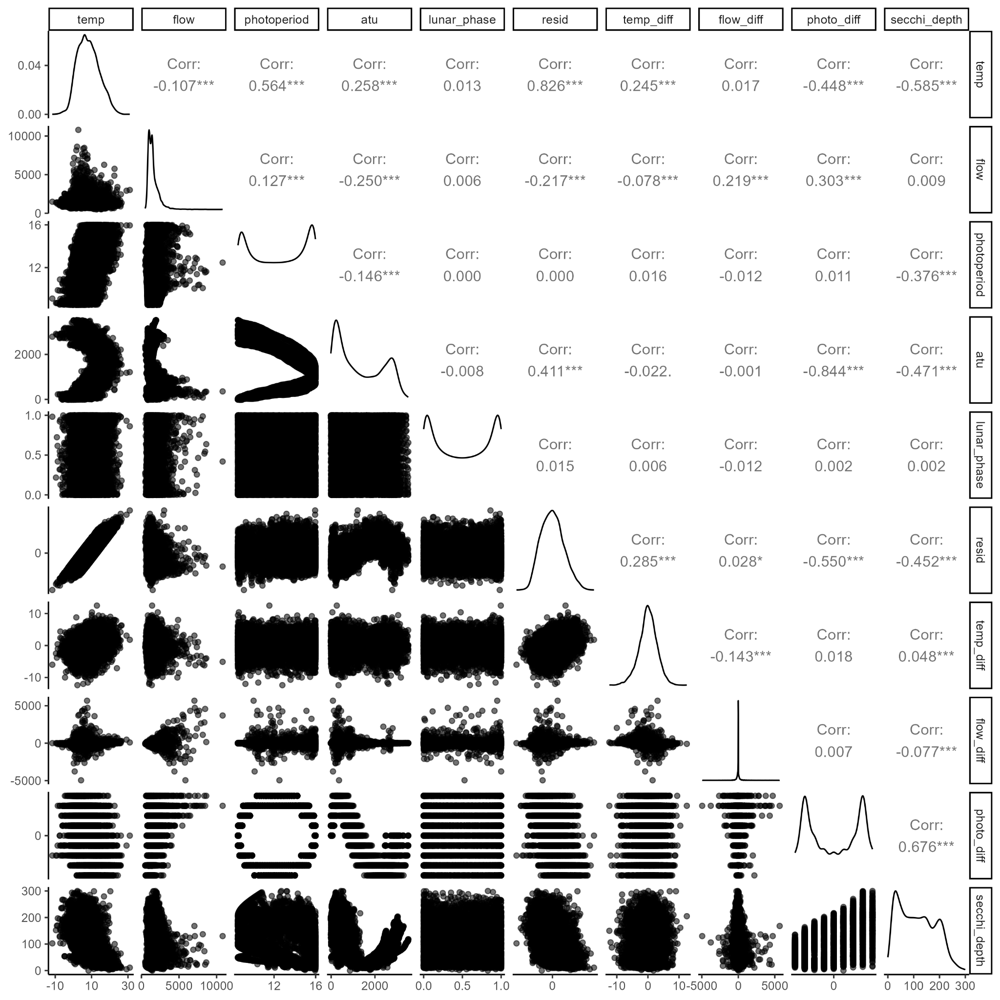 temp flow photoperiod atu lunar_phase resid temp_diff flow_diff photo_diff secchi_depth
0.04
0.00
Corr: Corr: Corr: Corr: Corr: Corr: Corr: Corr: Corr:
-0.107*** 0.564*** 0.258*** 0.013 0.826*** 0.245*** 0.017 -0.448*** -0.585***
temp
10000
5000
0
Corr: Corr: Corr: Corr: Corr: Corr: Corr: Corr:
0.127*** -0.250*** 0.006 -0.217*** -0.078*** 0.219*** 0.303*** 0.009
flow
16
12
Corr: Corr: Corr: Corr: Corr: Corr: Corr:
-0.146*** 0.000 0.000 0.016 -0.012 0.011 -0.376***
photoperiod
2000
0
Corr: Corr: Corr: Corr: Corr: Corr:
-0.008 0.411*** -0.022. -0.001 -0.844*** -0.471***
atu
1.0
0.5
0.0
Corr: Corr: Corr: Corr: Corr:
0.015 0.006 -0.012 0.002 0.002
lunar_phase
0
Corr: Corr: Corr: Corr:
0.285*** 0.028* -0.550*** -0.452***
resid
10
0
-10
Corr: Corr: Corr:
-0.143*** 0.018 0.048***
temp_diff
5000
0
-5000
Corr: Corr:
0.007 -0.077***
flow_diff
0
Corr:
0.676***
photo_diff
300
200
100
0
secchi_depth
-10 10 30 0 5000 10000 12 16 0 2000 0.0 0.5 1.0 0 -10 0 10 -5000 0 5000 0 0 100 200 300